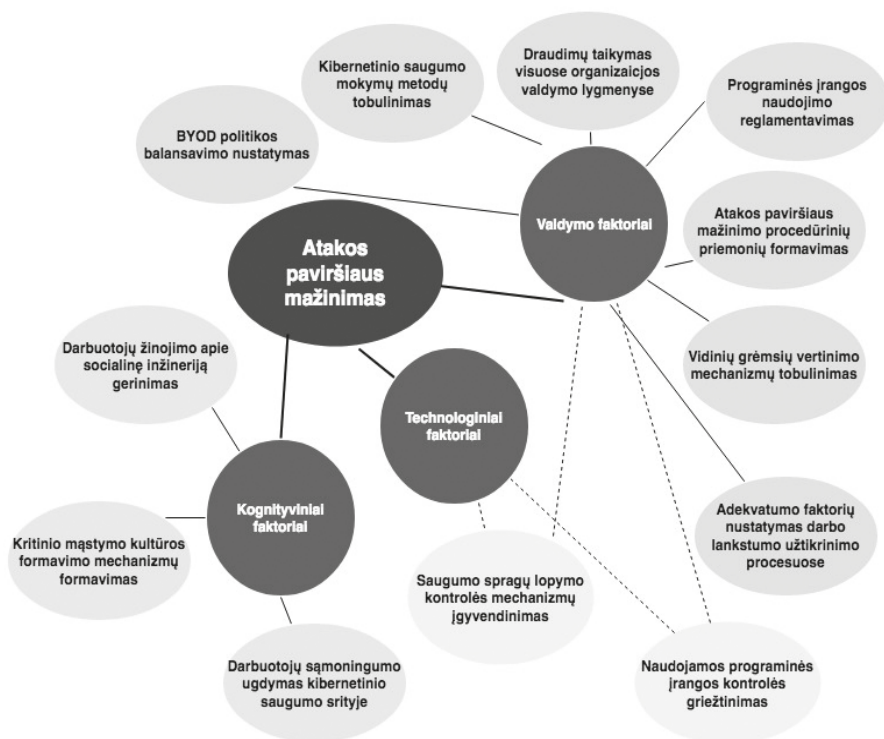 Kibernetinio saugumo
mokymų metodų
tobulinimas
Draudimų taikymas
visuose organizaicjos
valdymo lygmenyse
Programinės įrangos
naudojimo
reglamentavimas
BYOD politikos
balansavimo nustatymas
Valdymo faktoriai
Atakos paviršiaus
mažinimo procedūrinių
priemonių formavimas
Atakos
paviršiaus
mažinimas
Darbuotojų žinojimo apie
socialinę inžineriją
gerinimas
Vidinių grėmsių vertinimo
mechanizmų tobulinimas
Technologiniai
faktoriai
Kognityviniai
faktoriai
Kritinio mąstymo kultūros
formavimo mechanizmų
formavimas
Adekvatumo faktorių
nustatymas darbo
lankstumo užtikrinimo
procesuose
Saugumo spragų lopymo
kontrolės mechanizmų
įgyvendinimas
Darbuotojų sąmoningumo
ugdymas kibernetinio
saugumo srityje
Naudojamos programinės
įrangos kontrolės
griežtinimas